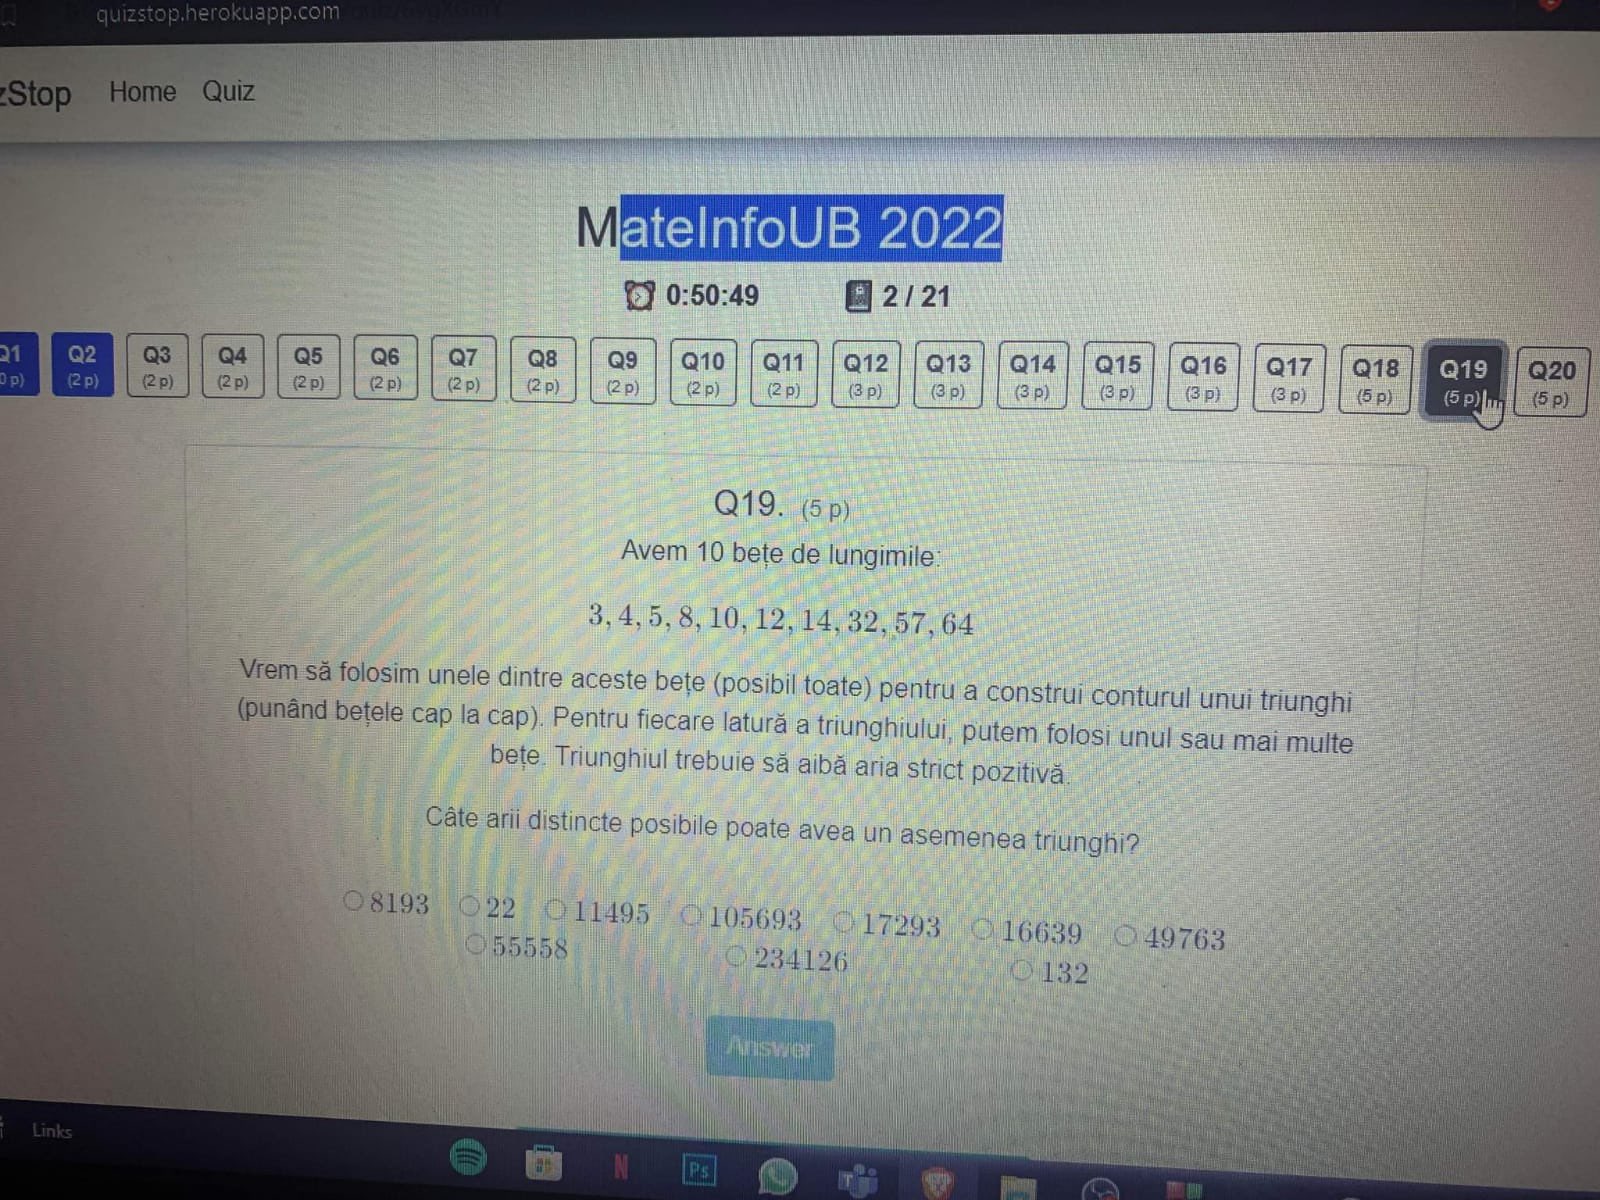 quizstop.herokuapp.com
zStop Home Quiz
MateInfoUB 2022
0:50:49 2 / 21
Q1 Q2 Q3 Q4 Q5 Q6 Q7 Q8 Q9 Q10 Q11 Q12 Q13 Q14 Q15 Q16 Q17 Q18 Q19 Q20
0 p) (2 p) (2 p) (2 p) (2 p) (2 p) (2 p) (2 p) (2 p) (2 p) (2 p) (3 p) (3 p) (3 p) (3 p) (3 p) (3 p) (5 p) (5 p) (5 p)
Q19. (5 p)
Avem 10 bețe de lungimile:
3, 4, 5, 8, 10, 12, 14, 32, 57, 64
Vrem să folosim unele dintre aceste bețe (posibil toate) pentru a construi conturul unui triunghi
(punând bețele cap la cap). Pentru fiecare latură a triunghiului, putem folosi unul sau mai multe
bețe. Triunghiul trebuie să aibă aria strict pozitivă.
Câte arii distincte posibile poate avea un asemenea triunghi?
8193 22 11495 105693 17293 16639 49763
55558 234126 132
Answer
Links
N Ps T